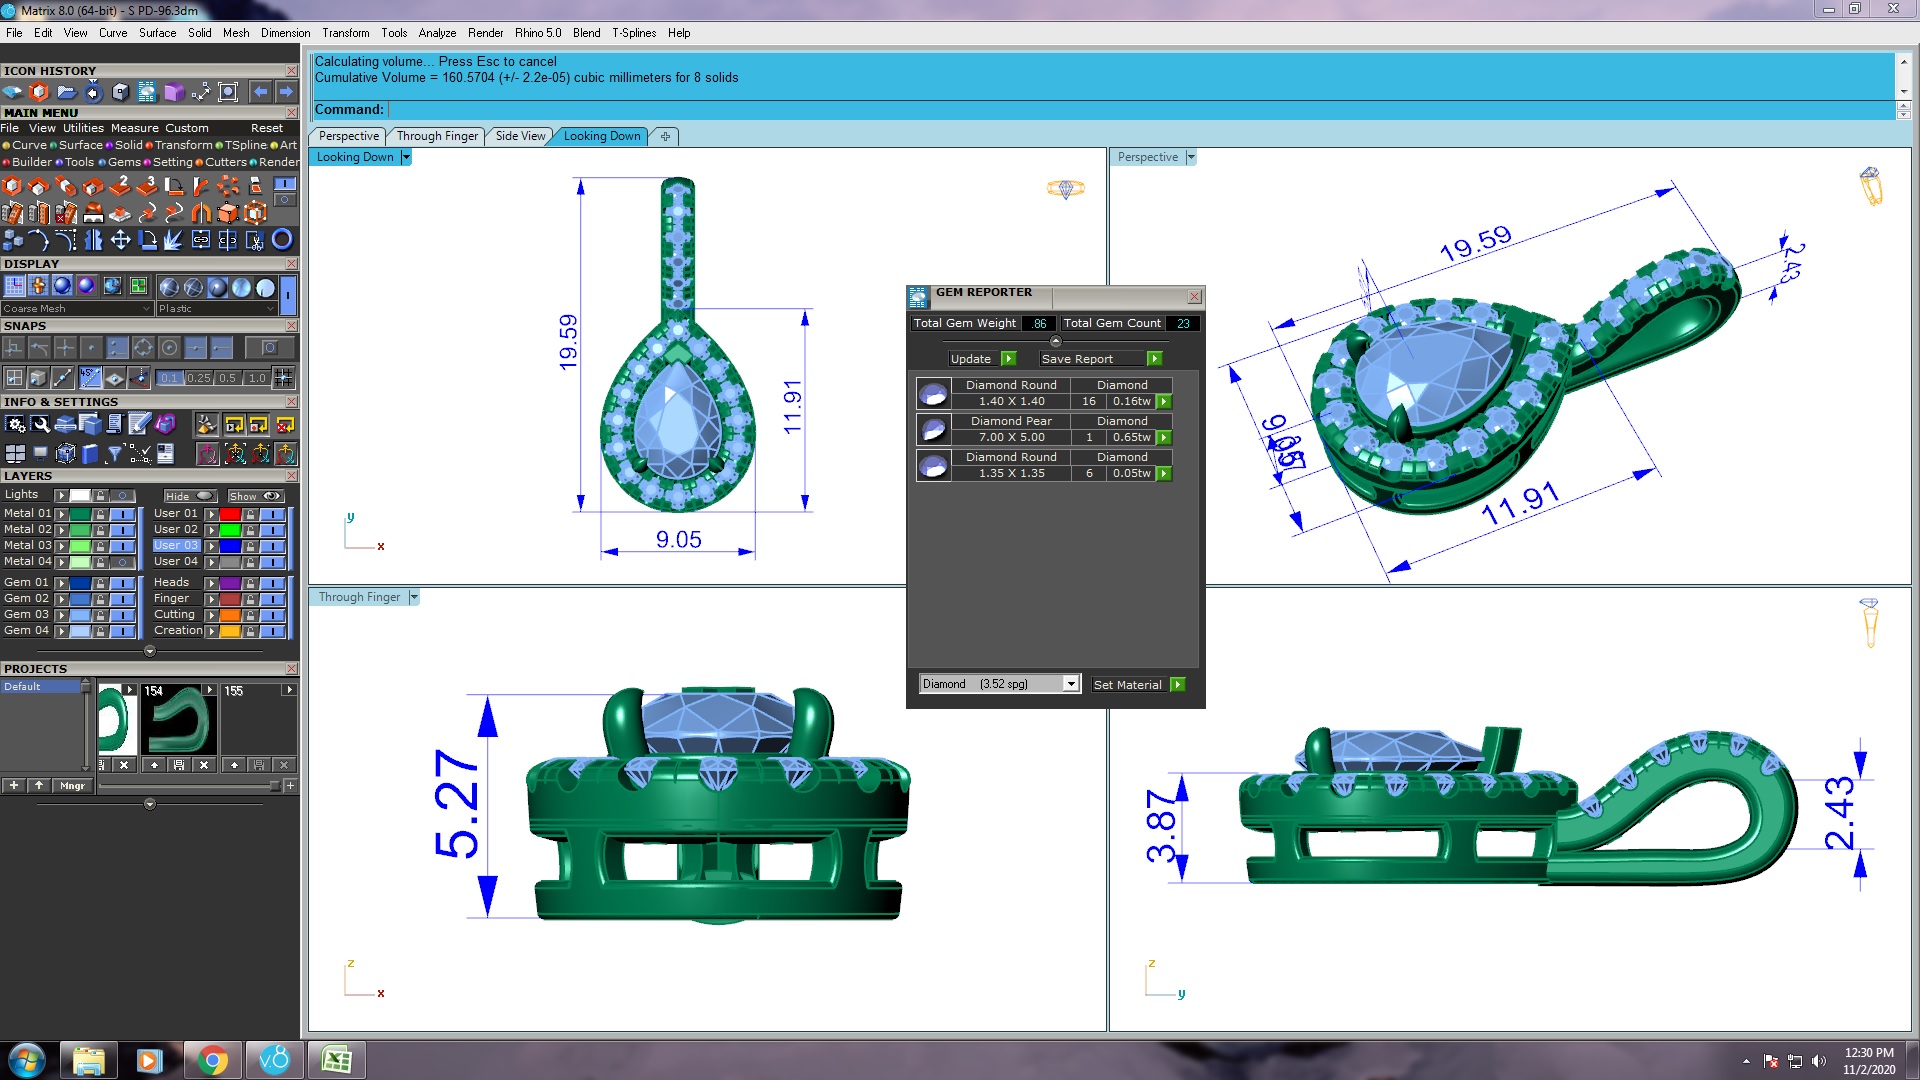 Matrix 8.0 (64-bit) - S PD-96.3dm
File Edit View Curve Surface Solid Mesh Dimension Transform Tools Analyze Render Rhino 5.0 Blend T-Splines Help
Calculating volume... Press Esc to cancel
Cumulative Volume = 160.5704 (+/- 2.2e-05) cubic millimeters for 8 solids
Command:
ICON HISTORY
MAIN MENU
File View Utilities Measure Custom Reset
Curve Surface Solid Transform TSpline Art
Builder Tools Gems Setting Cutters Render
2 3
DISPLAY
Coarse Mesh Plastic
SNAPS
45°
0.1 0.25 0.5 1.0
INFO & SETTINGS
LAYERS
Lights Hide Show
Metal 01 User 01
Metal 02 User 02
Metal 03 User 03
Metal 04 User 04
Gem 01 Heads
Gem 02 Finger
Gem 03 Cutting
Gem 04 Creation
PROJECTS
Default
154 155
Mngr
Perspective Through Finger Side View Looking Down
Looking Down
19.59
11.91
9.05
y
x
Perspective
19.59
2.43
11.91
GEM REPORTER
Total Gem Weight .86 Total Gem Count 23
Update Save Report
Diamond Round Diamond
1.40 X 1.40 16 0.16tw
Diamond Pear Diamond
7.00 X 5.00 1 0.65tw
Diamond Round Diamond
1.35 X 1.35 6 0.05tw
Diamond (3.52 spg) Set Material
Through Finger
5.27
z
x
3.87
2.43
z
y
v8
12:30 PM
11/2/2020